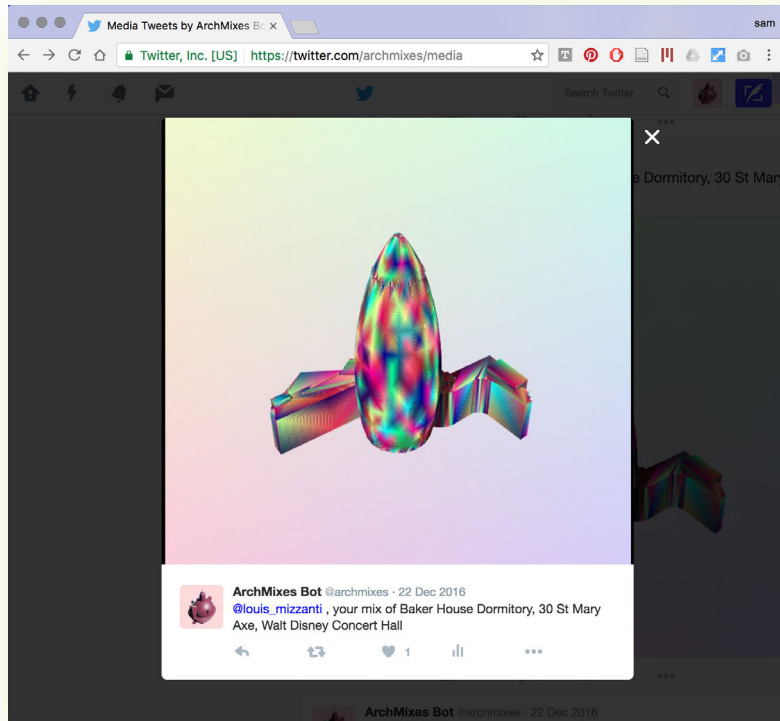 Media Tweets by ArchMixes Bo
sam
Twitter, Inc. [US] https://twitter.com/archmixes/media
Search Twitter
e Dormitory, 30 St Mar
ArchMixes Bot @archmixes · 22 Dec 2016
@louis_mizzanti , your mix of Baker House Dormitory, 30 St Mary
Axe, Walt Disney Concert Hall
1
ArchMixes Bot @archmixes · 22 Dec 2016